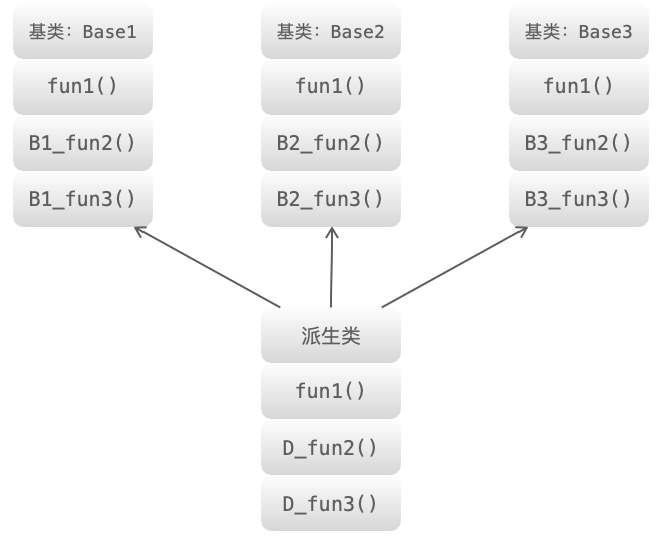 基类：Base1
fun1()
B1_fun2()
B1_fun3()
基类：Base2
fun1()
B2_fun2()
B2_fun3()
基类：Base3
fun1()
B3_fun2()
B3_fun3()
派生类
fun1()
D_fun2()
D_fun3()